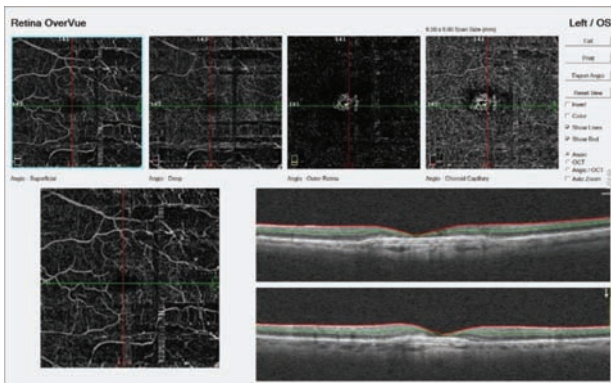 Retina OverVue
Left / OS
6.00 x 6.00 Scan Size (mm)
Exit
Print
Export Angio
Reset View
Invert
Color
Show Lines
Show Bnd
Angio
OCT
Angio / OCT
Auto Zoom
Angio - Superficial
Angio - Deep
Angio - Outer Retina
Angio - Choroid Capillary